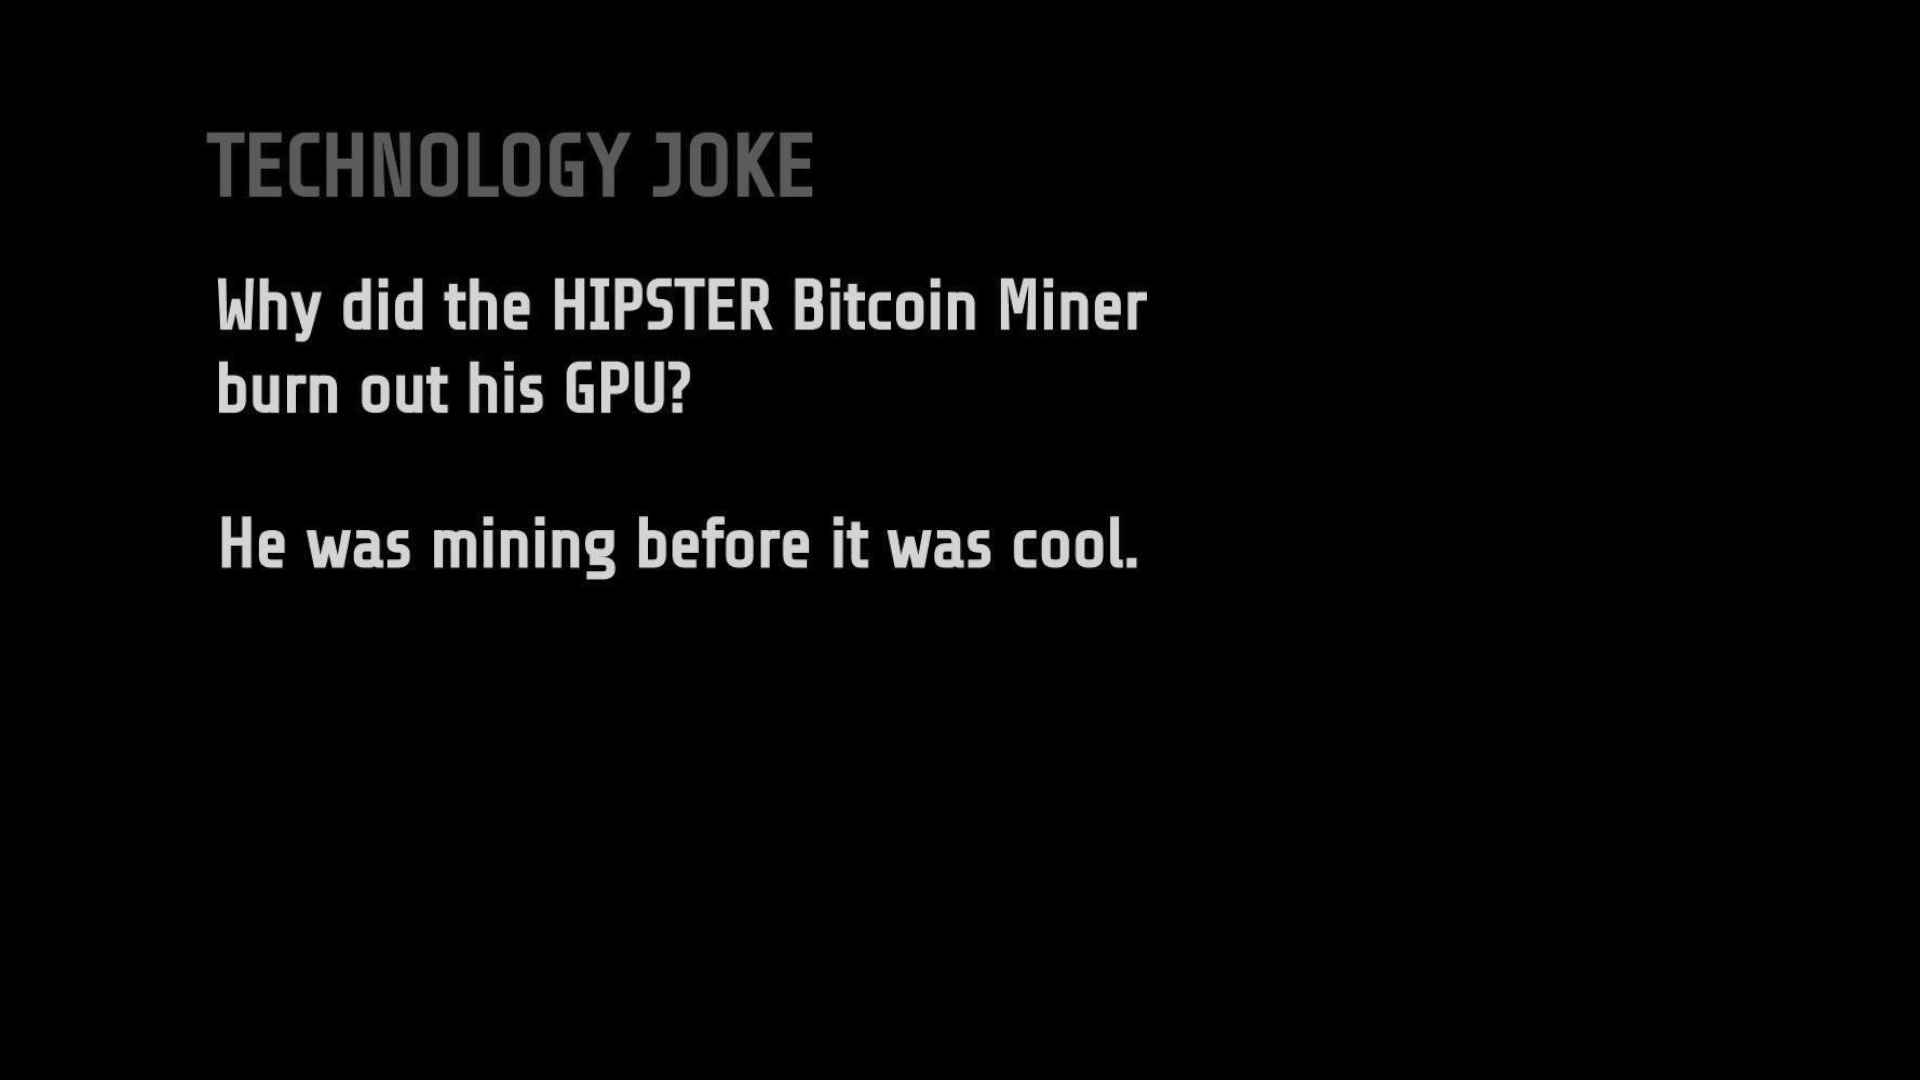 TECHNOLOGY JOKE
Why did the HIPSTER Bitcoin Miner
burn out his GPU?
He was mining before it was cool.